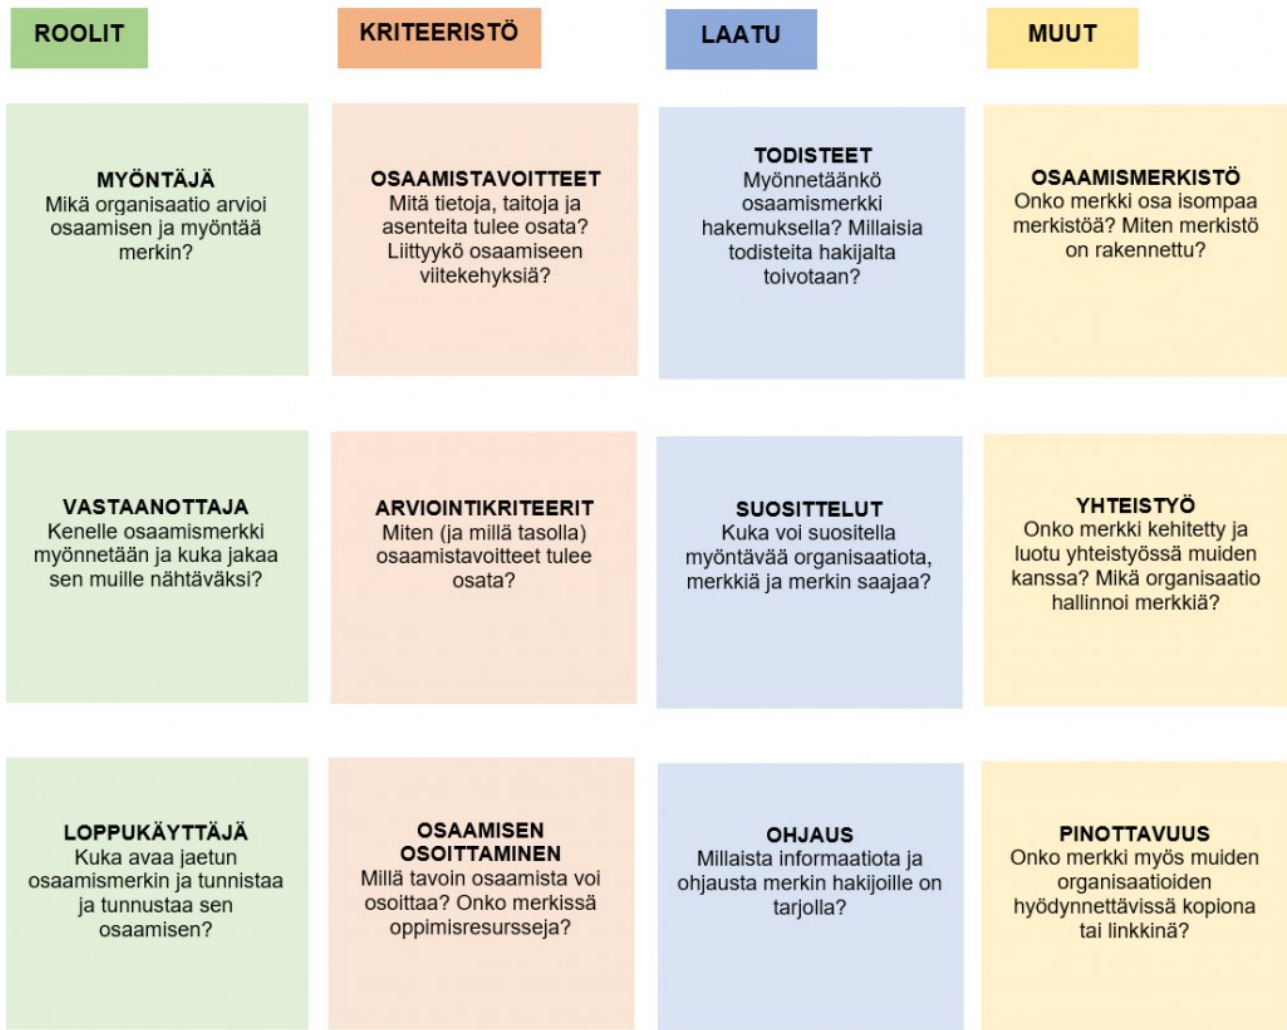 ROOLIT
KRITEERISTÖ
LAATU
MUUT
MYÖNTÄJÄ
Mikä organisaatio arvioi
osaamisen ja myöntää
merkin?
OSAAMISTAVOITTEET
Mitä tietoja, taitoja ja
asenteita tulee osata?
Liittyykö osaamiseen
viitekehyksiä?
TODISTEET
Myönnetäänkö
osaamismerkki
hakemuksella? Millaisia
todisteita hakijalta
toivotaan?
OSAAMISMERKISTÖ
Onko merkki osa isompaa
merkistöä? Miten merkistö
on rakennettu?
VASTAANOTTAJA
Kenelle osaamismerkki
myönnetään ja kuka jakaa
sen muille nähtäväksi?
ARVIOINTIKRITEERIT
Miten (ja millä tasolla)
osaamistavoitteet tulee
osata?
SUOSITTELUT
Kuka voi suositella
myöntävää organisaatiota,
merkkiä ja merkin saajaa?
YHTEISTYÖ
Onko merkki kehitetty ja
luotu yhteistyössä muiden
kanssa? Mikä organisaatio
hallinnoi merkkiä?
LOPPUKÄYTTÄJÄ
Kuka avaa jaetun
osaamismerkin ja tunnistaa
ja tunnustaa sen
osaamisen?
OSAAMISEN
OSOITTAMINEN
Millä tavoin osaamista voi
osoittaa? Onko merkissä
oppimisresursseja?
OHJAUS
Millaista informaatiota ja
ohjausta merkin hakijoille on
tarjolla?
PINOTTAVUUS
Onko merkki myös muiden
organisaatioiden
hyödynnettävissä kopiona
tai linkkinä?